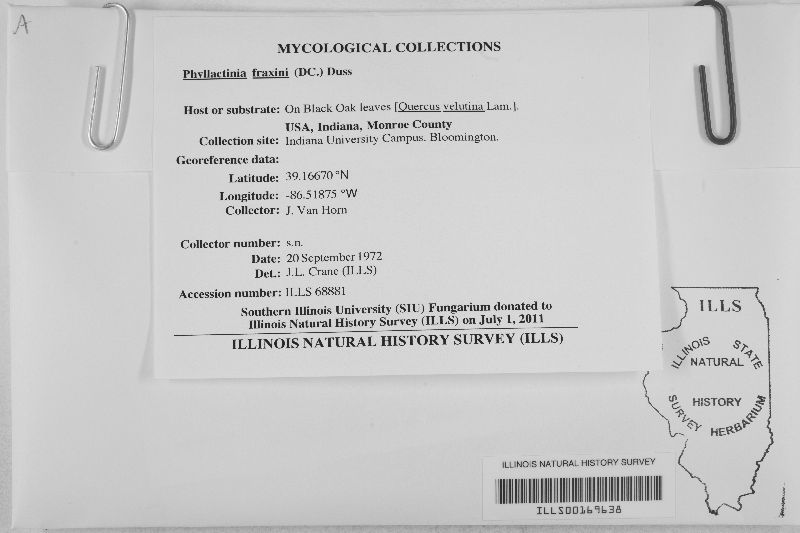 A
MYCOLOGICAL COLLECTIONS
Phyllactinia fraxini (DC.) Duss
Host or substrate: On Black Oak leaves [Quercus velutina Lam.].
USA, Indiana, Monroe County
Collection site: Indiana University Campus. Bloomington.
Georeference data:
Latitude: 39.16670 °N
Longitude: -86.51875 °W
Collector: J. Van Horn
Collector number: s.n.
Date: 20 September 1972
Det.: J.L. Crane (ILLS)
Accession number: ILLS 68881
Southern Illinois University (SIU) Fungarium donated to
Illinois Natural History Survey (ILLS) on July 1, 2011
ILLINOIS NATURAL HISTORY SURVEY (ILLS)
ILLS
ILLINOIS STATE
NATURAL
HISTORY
SURVEY HERBARIUM
ILLINOIS NATURAL HISTORY SURVEY
ILLS00169638